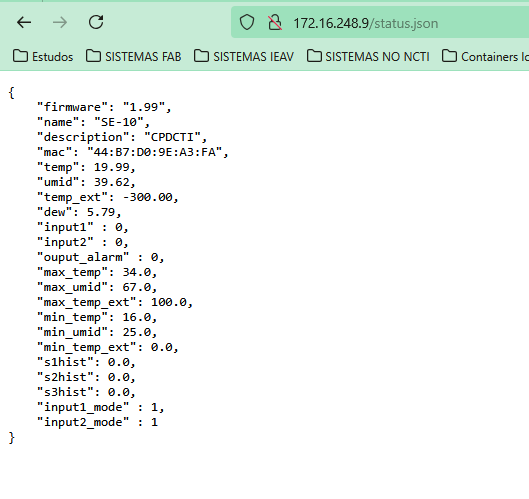 172.16.248.9/status.json
Estudos SISTEMAS FAB SISTEMAS IEAV SISTEMAS NO NCTI Containers
{
"firmware": "1.99",
"name": "SE-10",
"description": "CPDCTI",
"mac": "44:B7:D0:9E:A3:FA",
"temp": 19.99,
"umid": 39.62,
"temp_ext": -300.00,
"dew": 5.79,
"input1" : 0,
"input2" : 0,
"ouput_alarm" : 0,
"max_temp": 34.0,
"max_umid": 67.0,
"max_temp_ext": 100.0,
"min_temp": 16.0,
"min_umid": 25.0,
"min_temp_ext": 0.0,
"s1hist": 0.0,
"s2hist": 0.0,
"s3hist": 0.0,
"input1_mode" : 1,
"input2_mode" : 1
}